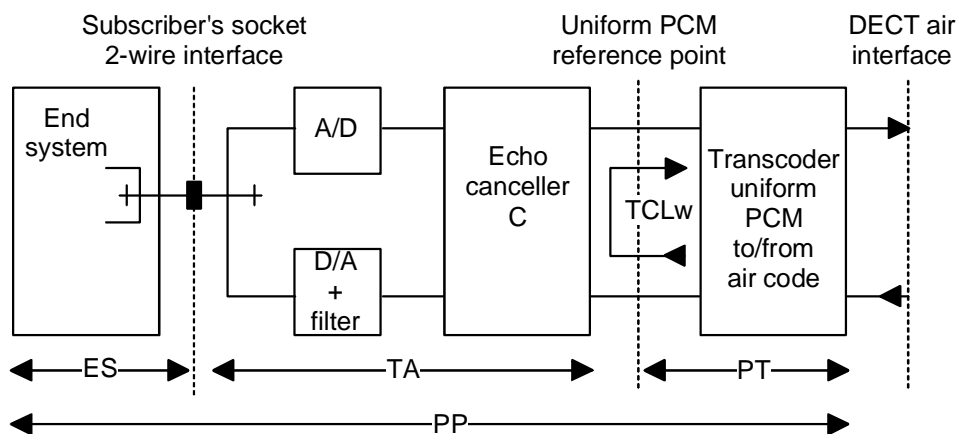 Subscriber's socket
2-wire interface
Uniform PCM
reference point
DECT air
interface
End
system
A/D
D/A
+
filter
Echo
canceller
C
TCLw
Transcoder
uniform
PCM
to/from
air code
ES
TA
PT
PP